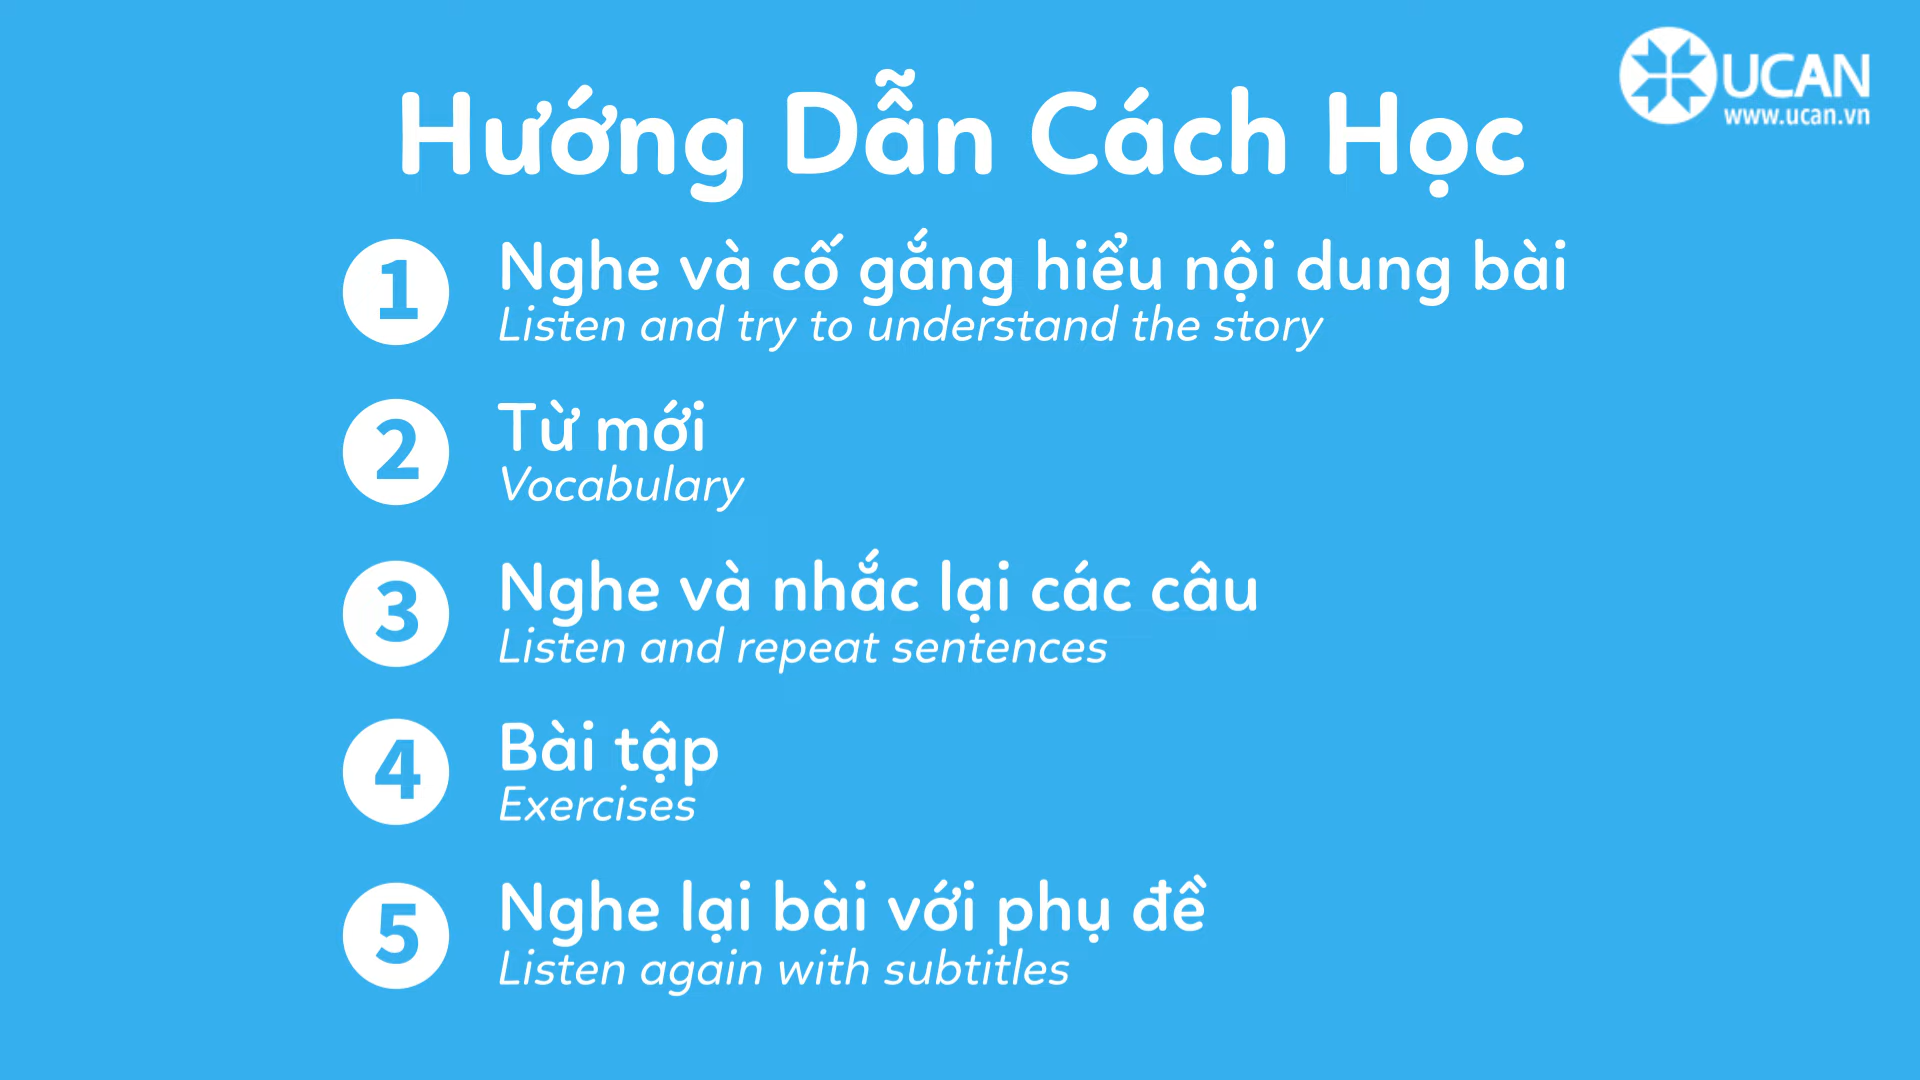 UCAN
www.ucan.vn
Hướng Dẫn Cách Học
1
Nghe và cố gắng hiểu nội dung bài
Listen and try to understand the story
2
Từ mới
Vocabulary
3
Nghe và nhắc lại các câu
Listen and repeat sentences
4
Bài tập
Exercises
5
Nghe lại bài với phụ đề
Listen again with subtitles